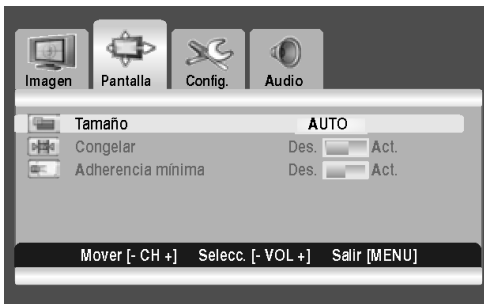 Imagen Pantalla Config. Audio
Tamaño AUTO
Congelar Des. Act.
Adherencia mínima Des. Act.
Mover [- CH +] Selecc. [- VOL +] Salir [MENU]